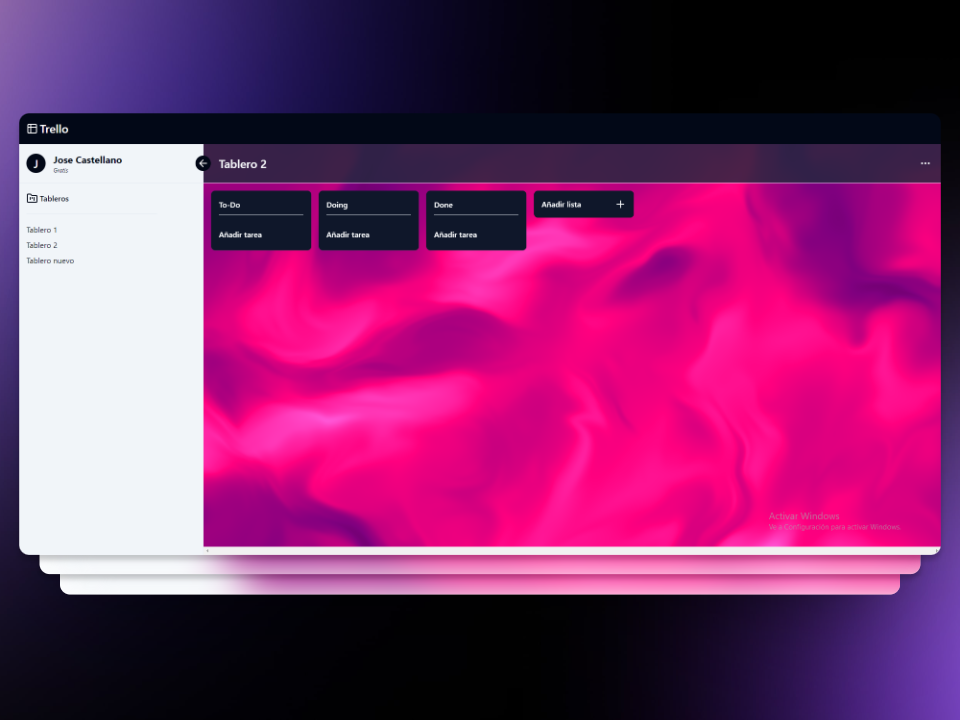 Trello
J
Jose Castellano
Gratis
Tableros
Tablero 1
Tablero 2
Tablero nuevo
Tablero 2
To-Do
Añadir tarea
Doing
Añadir tarea
Done
Añadir tarea
Añadir lista
Activar Windows
Ve a Configuración para activar Windows.